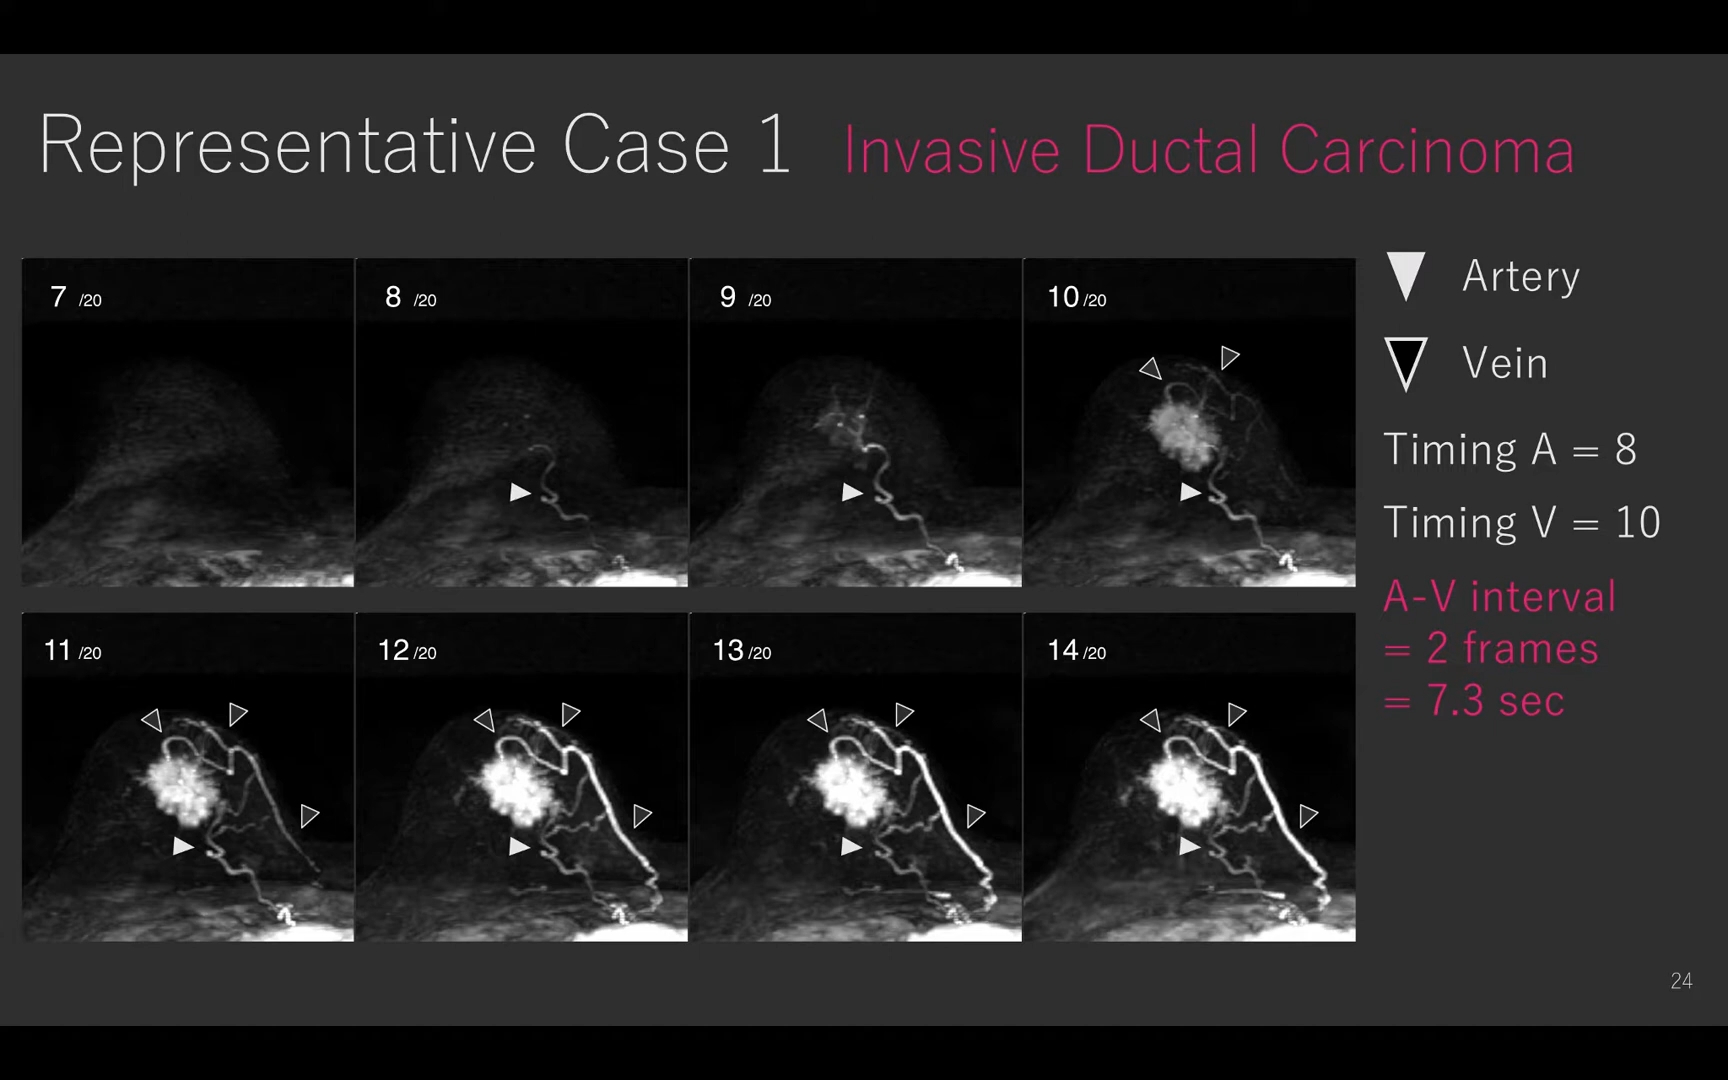 Representative Case 1 Invasive Ductal Carcinoma
7 /20
8 /20
9 /20
10 /20
11 /20
12 /20
13 /20
14 /20
Artery
Vein
Timing A = 8
Timing V = 10
A-V interval
= 2 frames
= 7.3 sec
24